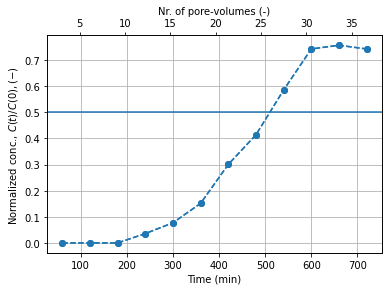 Nr. of pore-volumes (-)
5 10 15 20 25 30 35
Normalized conc., C(t)/C(0), (−)
0.7
0.6
0.5
0.4
0.3
0.2
0.1
0.0
100 200 300 400 500 600 700
Time (min)